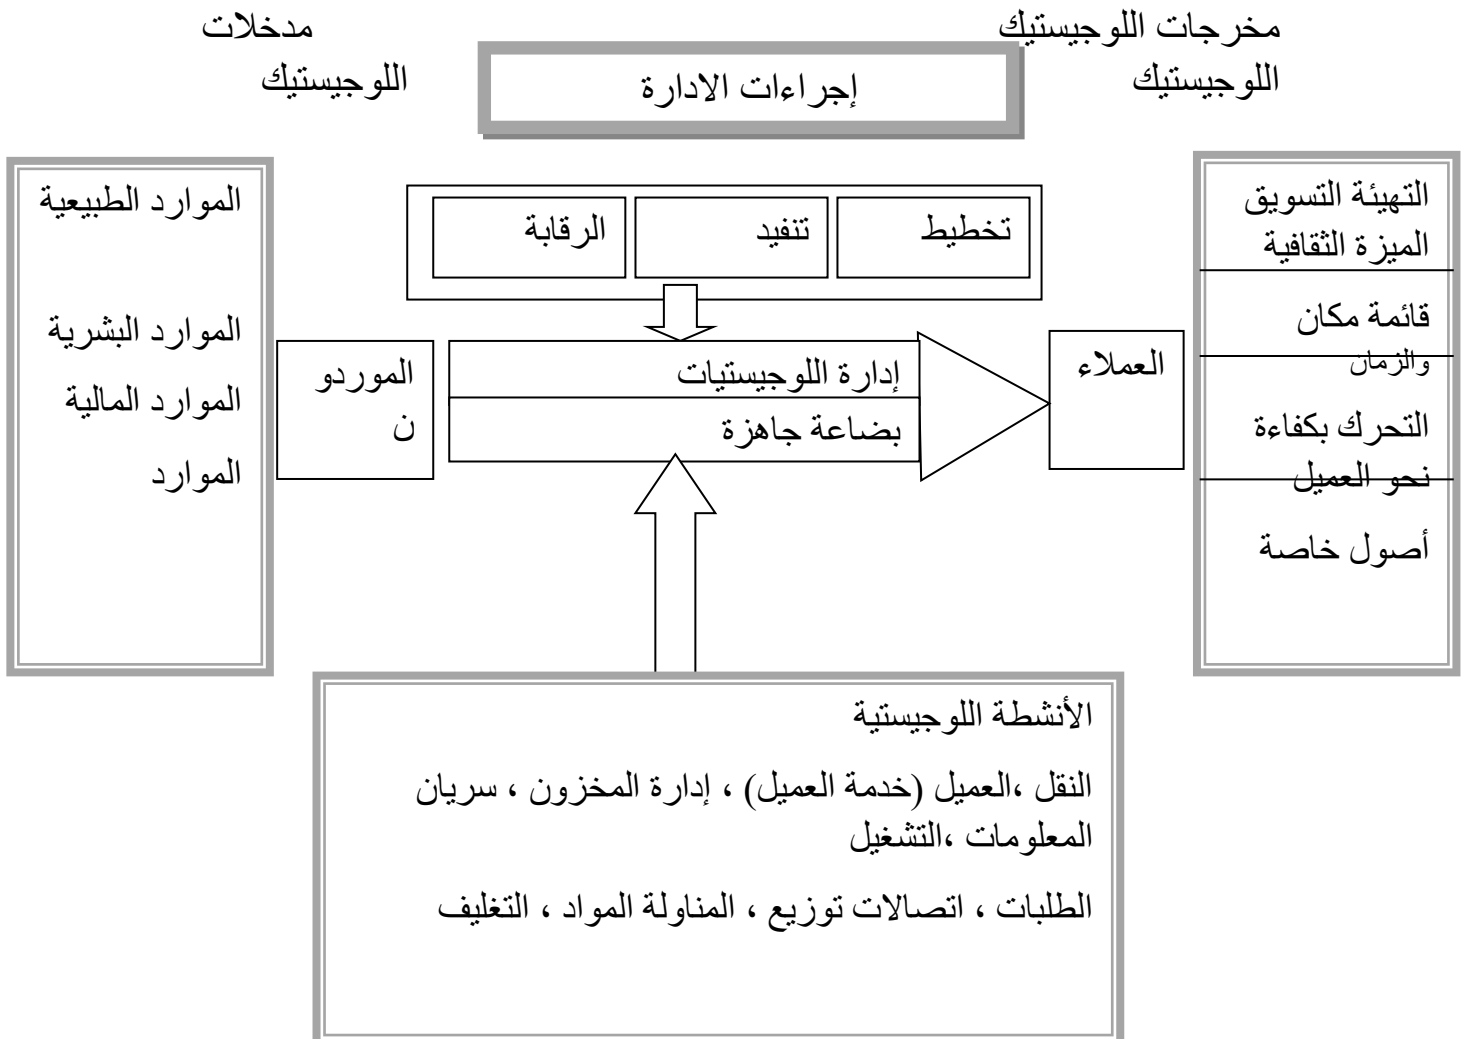 مخرجات اللوجيستيك
اللوجيستيك
مدخلات
اللوجيستيك
إجراءات الادارة
التهيئة التسويق
الميزة الثقافية
قائمة مكان
والزمان
التحرك بكفاءة
نحو العميل
أصول خاصة
تخطيط
تنفيد
الرقابة
العملاء
إدارة اللوجيستيات
بضاعة جاهزة
الموردو
ن
الموارد الطبيعية
الموارد البشرية
الموارد المالية
الموارد
الأنشطة اللوجيستية
النقل ،العميل (خدمة العميل) ، إدارة المخزون ، سريان
المعلومات ،التشغيل
الطلبات ، اتصالات توزيع ، المناولة المواد ، التغليف